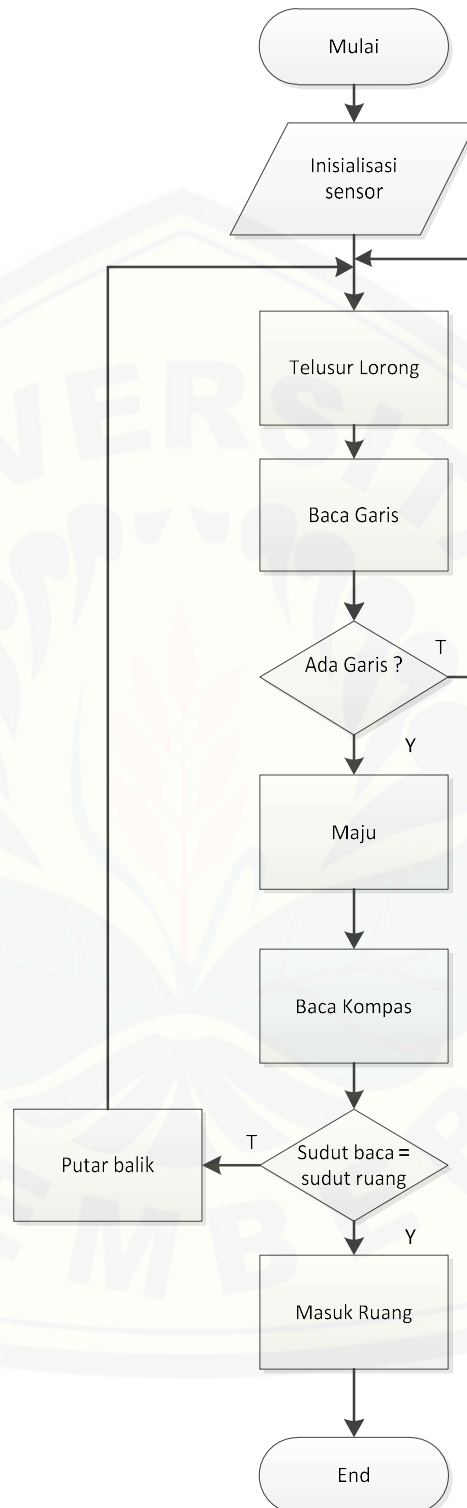 Mulai
Inisialisasi
sensor
Telusur Lorong
Baca Garis
Ada Garis ?
T
Y
Maju
Baca Kompas
Sudut baca =
sudut ruang
T
Putar balik
Y
Masuk Ruang
End